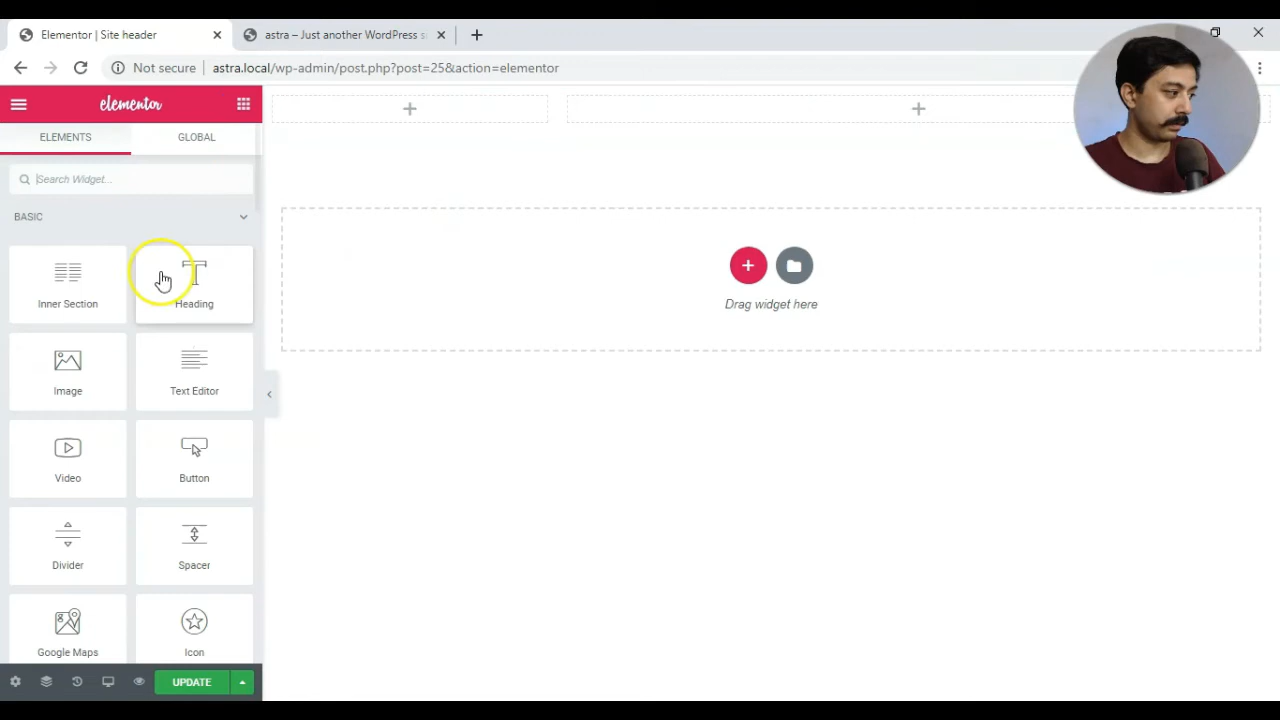 Elementor | Site header
astra – Just another WordPress s
Not secure
astra.local/wp-admin/post.php?post=25&action=elementor
elementor
ELEMENTS
GLOBAL
Search Widget...
BASIC
Inner Section
Heading
Image
Text Editor
Video
Button
Divider
Spacer
Google Maps
Icon
UPDATE
Drag widget here